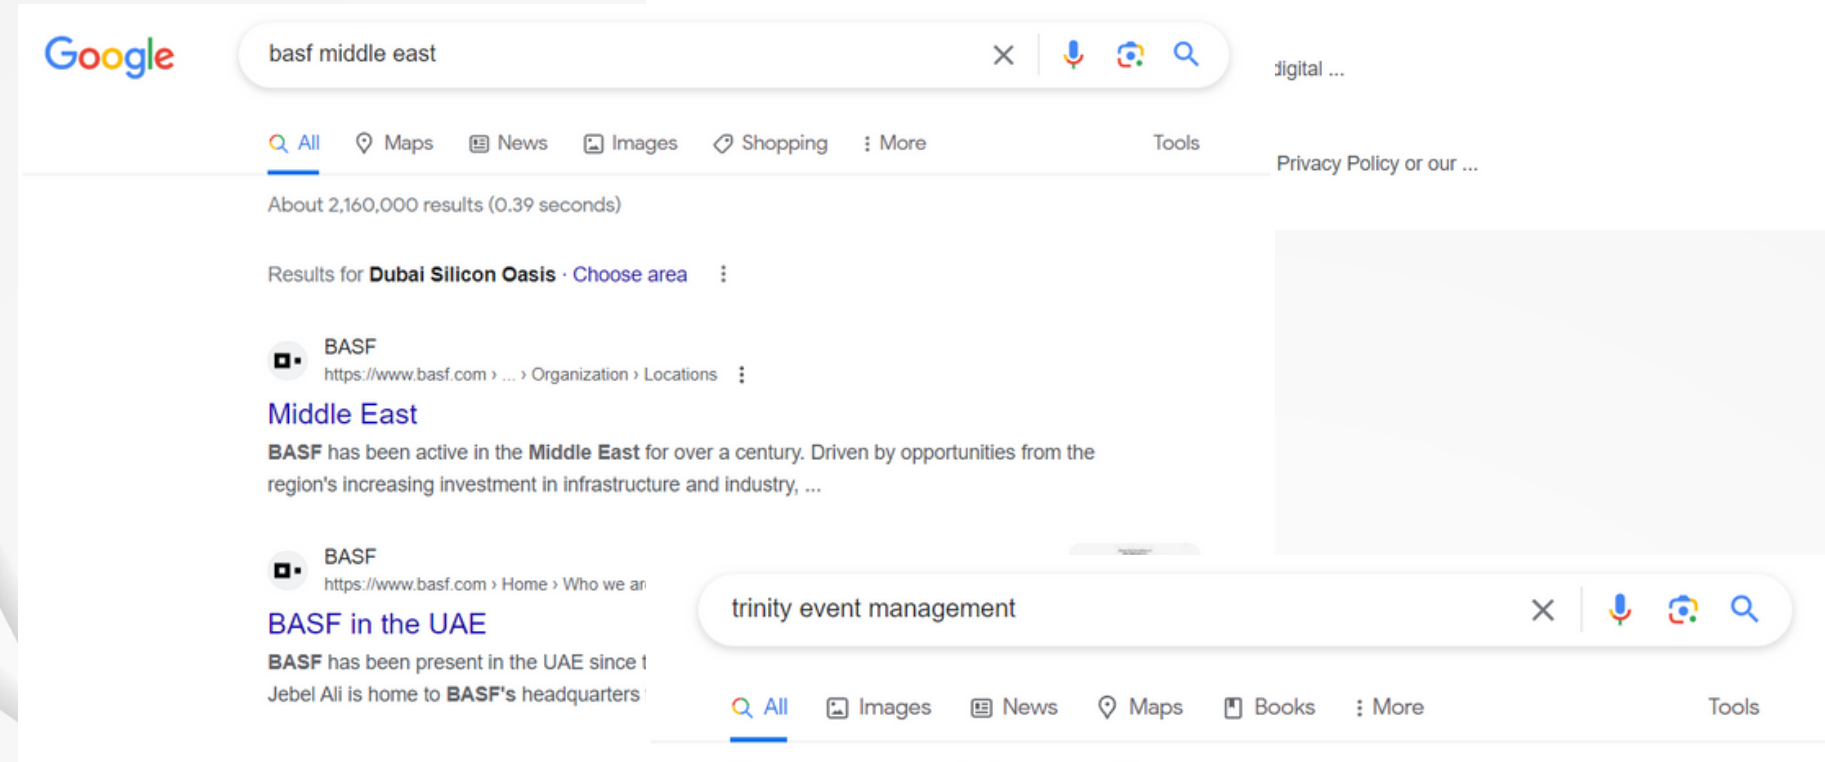 Google
basf middle east
All Maps News Images Shopping More Tools
About 2,160,000 results (0.39 seconds)
Results for Dubai Silicon Oasis · Choose area
BASF
https://www.basf.com › ... › Organization › Locations
Middle East
BASF has been active in the Middle East for over a century. Driven by opportunities from the
region's increasing investment in infrastructure and industry, ...
BASF
https://www.basf.com › Home › Who we
BASF in the UAE
BASF has been present in the UAE since
Jebel Ali is home to BASF's headquarters
digital ...
Privacy Policy or our ...
trinity event management
All Images News Maps Books More Tools